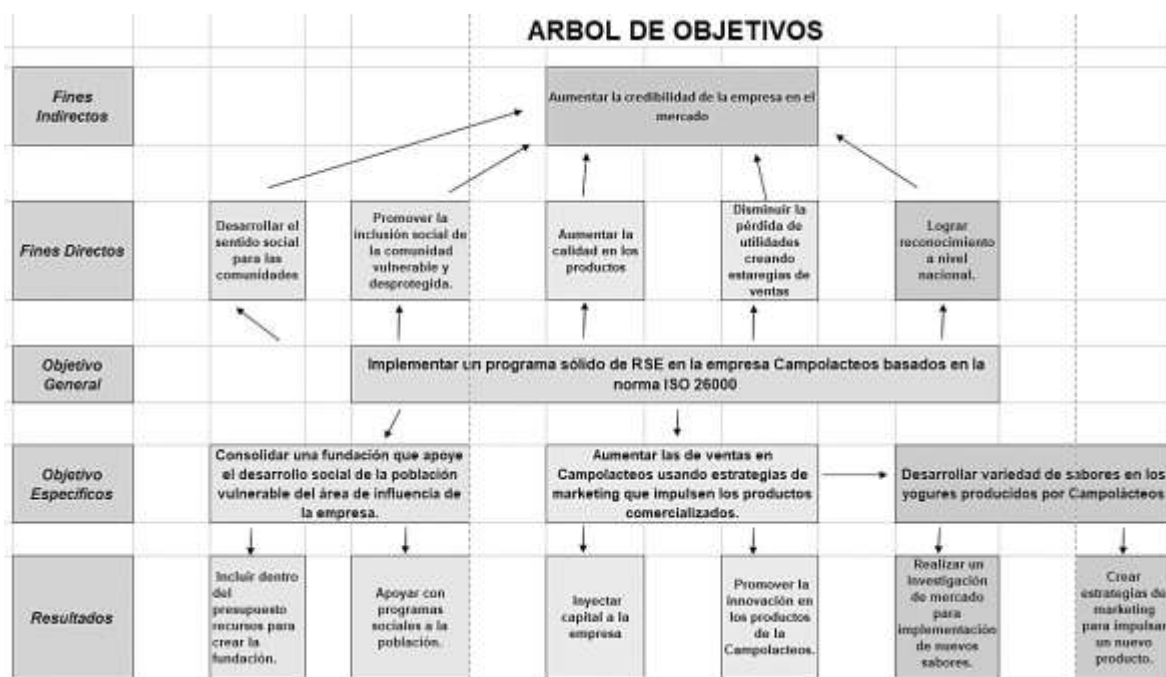 ARBOL DE OBJETIVOS
Fines
Indirectos
Aumentar la credibilidad de la empresa en el
mercado
Fines Directos
Desarrollar el
sentido social
para las
comunidades
Promover la
inclusión social de
la comunidad
vulnerable y
desprotegida.
Aumentar la
calidad en los
productos
Disminuir la
pérdida de
utilidades
creando
estaregias de
ventas
Lograr
reconocimiento
a nivel
nacional.
Objetivo
General
Implementar un programa sólido de RSE en la empresa Campolacteos basados en la
norma ISO 26000
Objetivo
Específicos
Consolidar una fundación que apoye
el desarrollo social de la población
vulnerable del área de influencia de
la empresa.
Aumentar las de ventas en
Campolacteos usando estrategias de
marketing que impulsen los productos
comercializados.
Desarrollar variedad de sabores en los
yogures producidos por Campolácteos
Resultados
Incluir dentro
del
presupuesto
recursos para
crear la
fundación.
Apoyar con
programas
sociales a la
población.
Inyectar
capital a la
empresa
Promover la
innovación en
los productos
de la
Campolacteos.
Realizar un
investigación
de mercado
para
implementación
de nuevos
sabores.
Crear
estrategias de
marketing
para impulsar
un nuevo
producto.